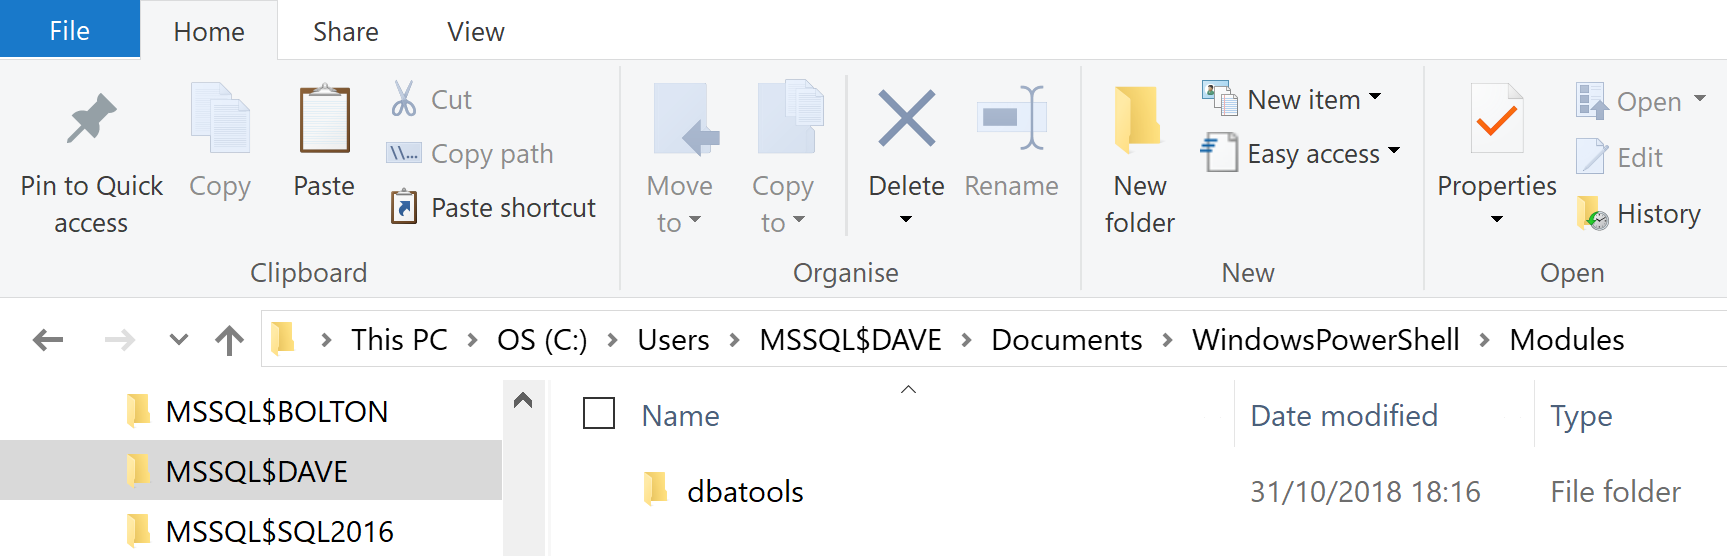 File Home Share View
Pin to Quick access
Copy
Paste
Cut
\\...
Copy path
Paste shortcut
Clipboard
Move to
Copy to
Delete
Rename
Organise
New folder
New item
Easy access
New
Properties
Open
Edit
History
Open
This PC > OS (C:) > Users > MSSQL$DAVE > Documents > WindowsPowerShell > Modules
MSSQL$BOLTON
MSSQL$DAVE
MSSQL$SQL2016
Name Date modified Type
dbatools 31/10/2018 18:16 File folder